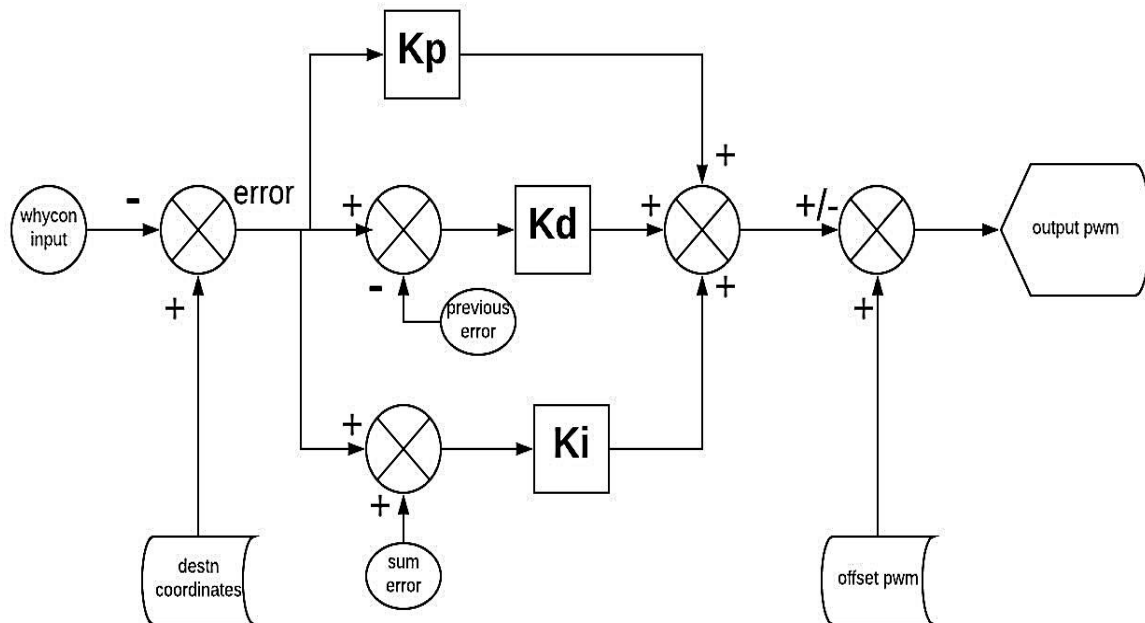 Kp
+
-
error
+
+
+/-
whycon
input
Kd
output pwm
+
-
+
+
previous
error
+
Ki
+
destn
coordinates
sum
error
offset pwm